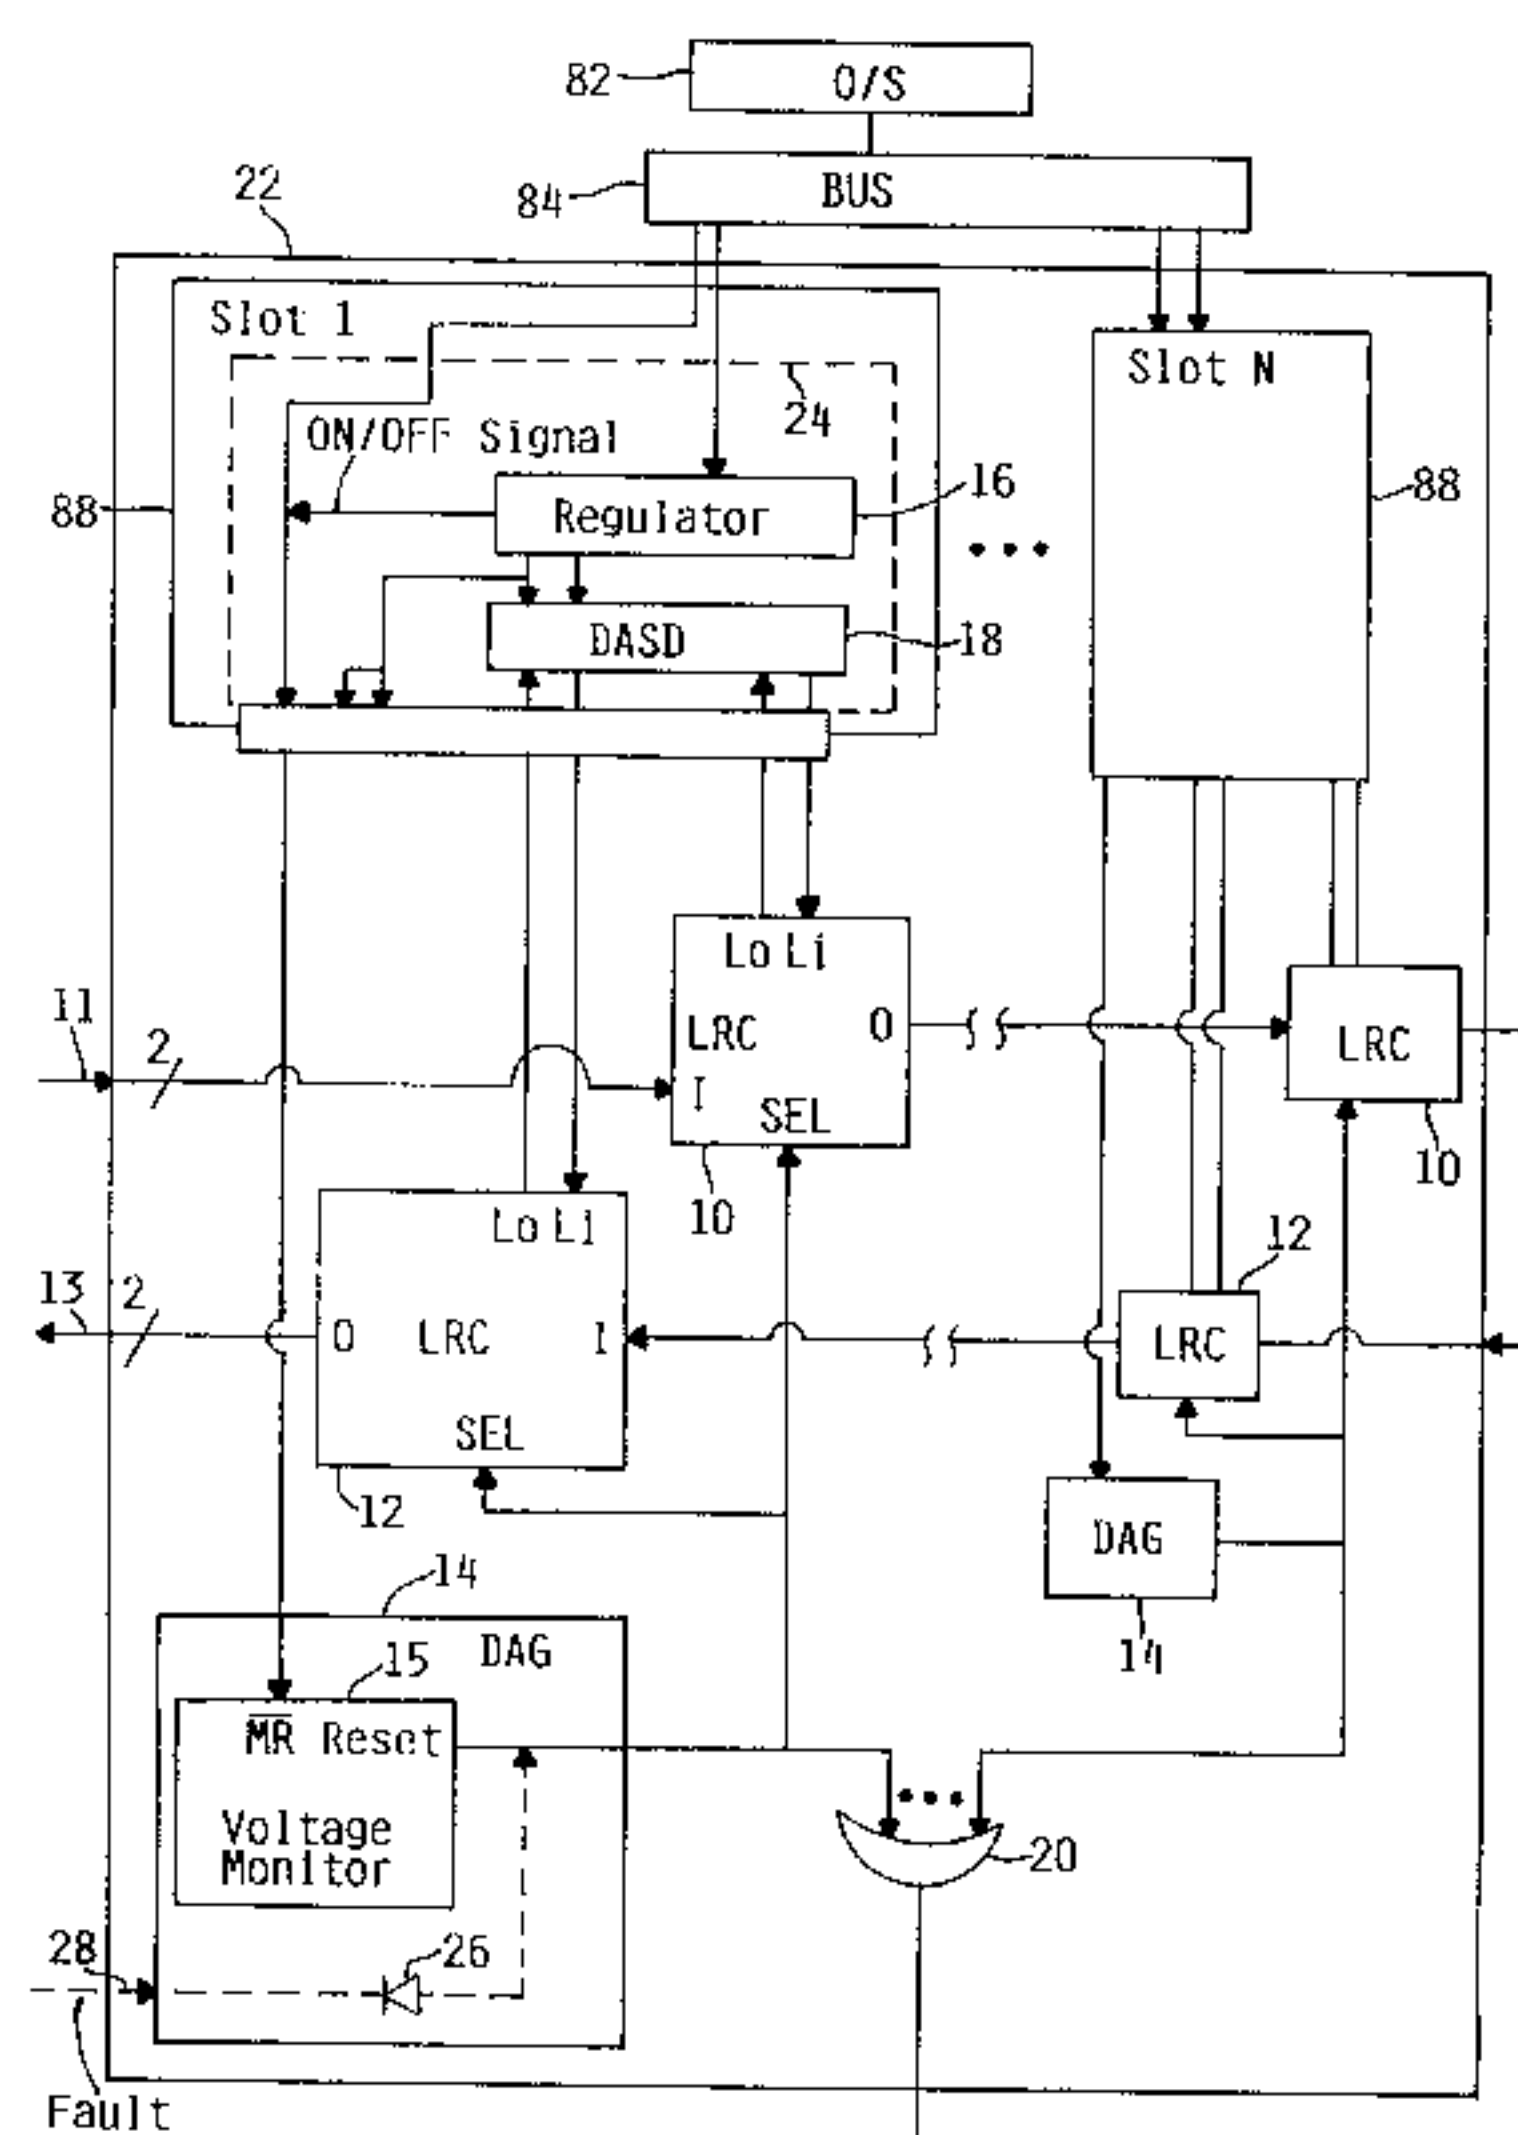 82
O/S
22
84
BUS
Slot 1
Slot N
24
ON/OFF Signal
88
Regulator
16
88
DASD
18
Lo Li
11
2
LRC
O
LRC
I
SEL
10
10
Lo Li
12
13
2
O
LRC
I
LRC
SEL
12
DAG
14
DAG
15
14
MR Reset
Voltage
Monitor
20
28
26
Fault